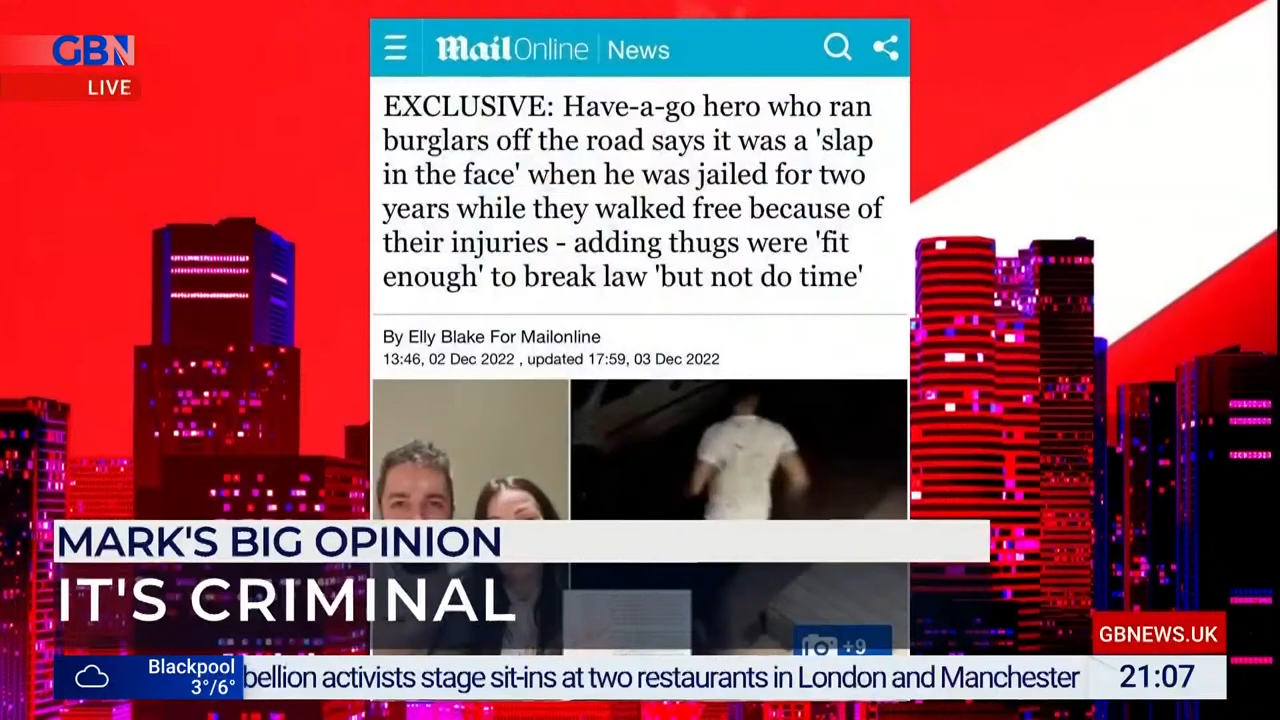 GBN
LIVE
Mail Online News
EXCLUSIVE: Have-a-go hero who ran
burglars off the road says it was a 'slap
in the face' when he was jailed for two
years while they walked free because of
their injuries - adding thugs were 'fit
enough' to break law 'but not do time'
By Elly Blake For Mailonline
13:46, 02 Dec 2022 , updated 17:59, 03 Dec 2022
+9
MARK'S BIG OPINION
IT'S CRIMINAL
GBNEWS.UK
Blackpool
3°/6°
bellion activists stage sit-ins at two restaurants in London and Manchester
21:07